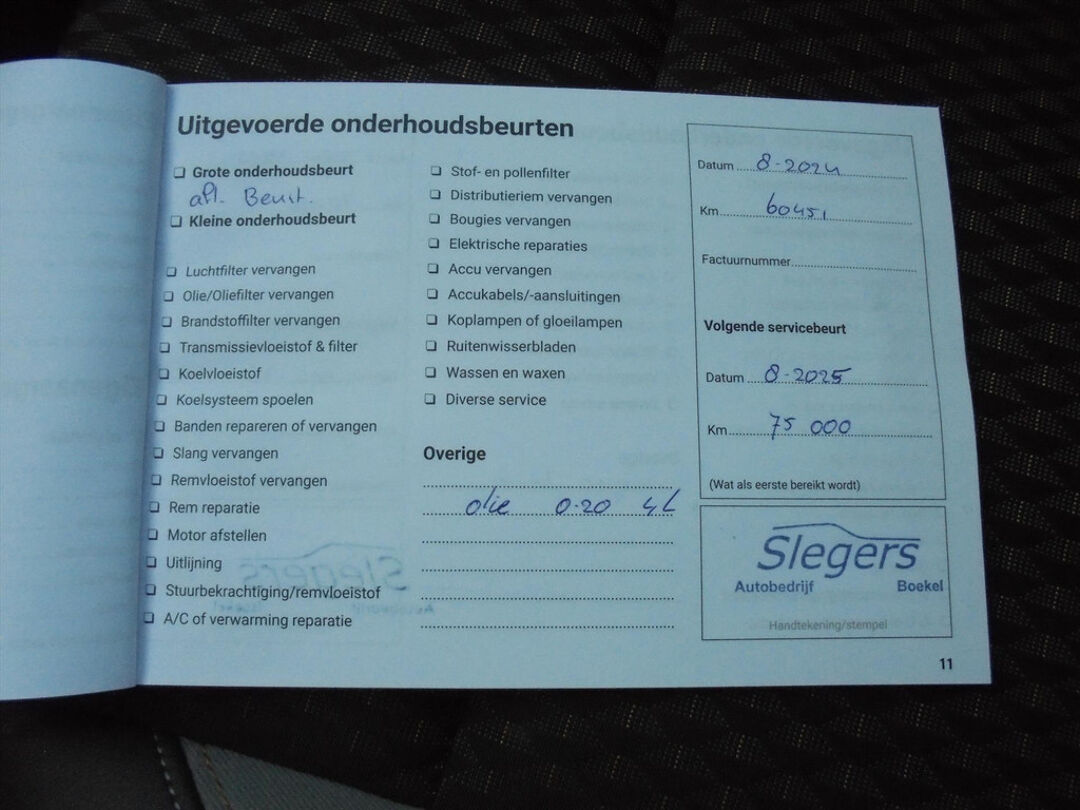 Uitgevoerde onderhoudsbeurten
❑ Grote onderhoudsbeurt
afl. Beurt.
❑ Kleine onderhoudsbeurt
❑ Luchtfilter vervangen
❑ Olie/Oliefilter vervangen
❑ Brandstoffilter vervangen
❑ Transmissievloeistof & filter
❑ Koelvloeistof
❑ Koelsysteem spoelen
❑ Banden repareren of vervangen
❑ Slang vervangen
❑ Remvloeistof vervangen
❑ Rem reparatie
❑ Motor afstellen
❑ Uitlijning
❑ Stuurbekrachtiging/remvloeistof
❑ A/C of verwarming reparatie
❑ Stof- en pollenfilter
❑ Distributieriem vervangen
❑ Bougies vervangen
❑ Elektrische reparaties
❑ Accu vervangen
❑ Accukabels/-aansluitingen
❑ Koplampen of gloeilampen
❑ Ruitenwisserbladen
❑ Wassen en waxen
❑ Diverse service
Overige
olie 0-20 4L
Datum 8-2024
Km 60451
Factuurnummer
Volgende servicebeurt
Datum 8-2025
Km 75 000
(Wat als eerste bereikt wordt)
Slegers
Autobedrijf Boekel
Handtekening/stempel
11